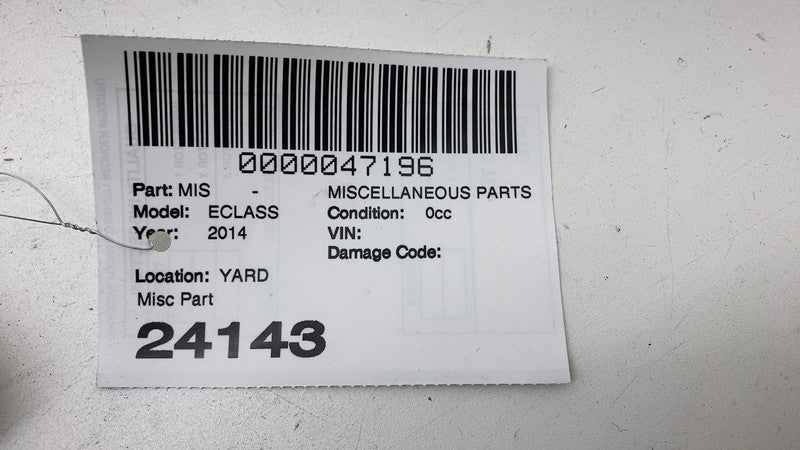 0000047196
Part: MIS - MISCELLANEOUS PARTS
Model: ECLASS Condition: 0cc
Year: 2014 VIN:
Damage Code:
Location: YARD
Misc Part
24143